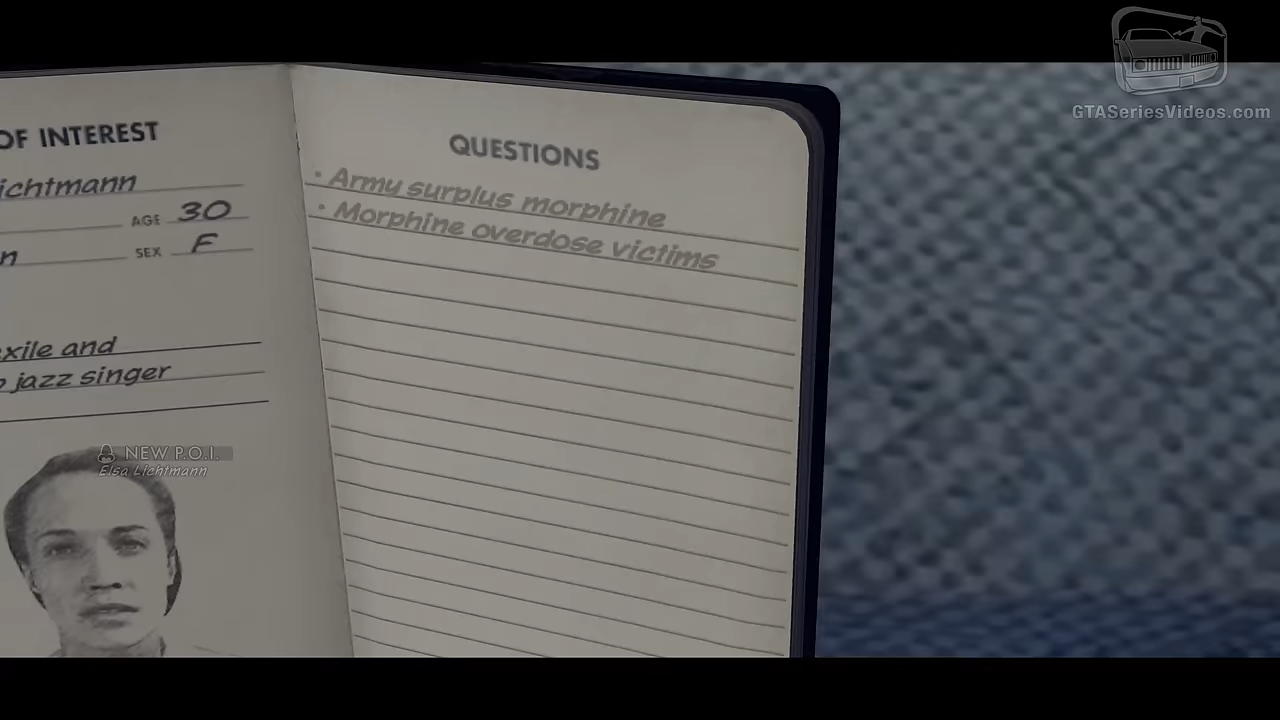 GTASeriesVideos.com
OF INTEREST
ichtmann
AGE 30
n
SEX F
xile and
jazz singer
NEW P.O.I.
Elsa Lichtmann
QUESTIONS
• Army surplus morphine
• Morphine overdose victims